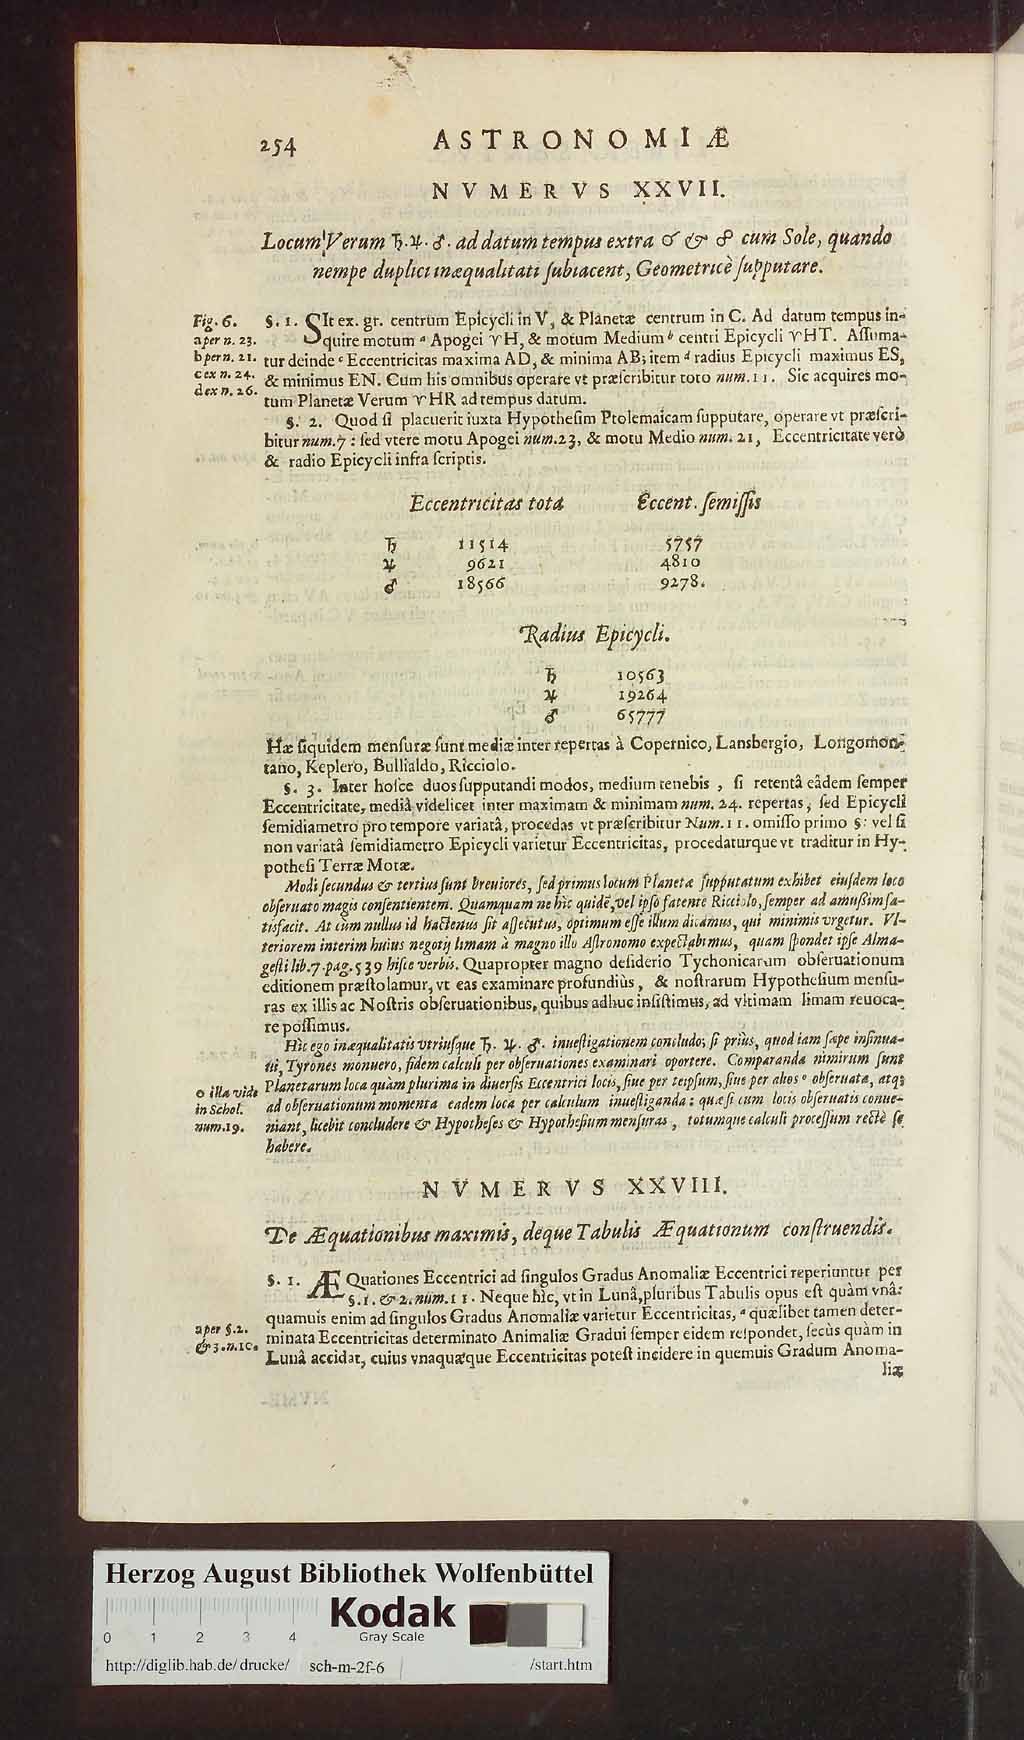 254 ASTRONOMIÆ
NVMERVS XXVII.
Locum Verum ♄.♃.♂. ad datum tempus extra ☌ & ☍ cum Sole, quando
nempe duplici inæqualitati ſubiacent, Geometricè ſupputare.
Fig. 6.
a per n. 23.
b per n. 21.
c ex n. 24.
d ex n. 26.
§. 1. SIt ex. gr. centrum Epicycli in V, & Planetæ centrum in C. Ad datum tempus in-
quire motum a Apogei ♈H, & motum Medium b centri Epicycli ♈HT. Aſſuma-
tur deinde c Eccentricitas maxima AD, & minima AB; item d radius Epicycli maximus ES,
& minimus EN. Cum his omnibus operare vt præſcribitur toto num. 11. Sic acquires mo-
tum Planetæ Verum ♈HR ad tempus datum.
§. 2. Quod ſi placuerit iuxta Hypotheſim Ptolemaicam ſupputare, operare vt præſcri-
bitur num. 7: ſed vtere motu Apogei num. 23, & motu Medio num. 21, Eccentricitate verò
& radio Epicycli infra ſcriptis.
Eccentricitas tota Eccent. ſemiſſis
♄ 11514 5757
♃ 9621 4810
♂ 18566 9278.
Radius Epicycli.
♄ 10563
♃ 19264
♂ 65777
Hæ ſiquidem menſuræ ſunt mediæ inter repertas à Copernico, Lansbergio, Longomon-
tano, Keplero, Bullialdo, Ricciolo.
§. 3. Inter hoſce duos ſupputandi modos, medium tenebis, ſi retentâ eâdem ſemper
Eccentricitate, mediâ videlicet inter maximam & minimam num. 24. repertas, ſed Epicycli
ſemidiametro pro tempore variatâ, procedas vt præſcribitur Num. 11. omiſſo primo §: vel ſi
non variatâ ſemidiametro Epicycli varietur Eccentricitas, procedaturque vt traditur in Hy-
potheſi Terræ Motæ.
Modi ſecundus & tertius ſunt breuiores, ſed primus locum Planetæ ſupputatum exhibet eiuſdem loco
obſeruato magis conſentientem. Quamquam ne hic quidē, vel ipſo fatente Ricciolo, ſemper ad amuſſim ſa-
tisfacit. At cùm nullus id hactenus ſit aſſecutus, optimum eſſe illum dicamus, qui minimis vrgetur. Vl-
teriorem interim huius negotij limam à magno illo Aſtronomo expectabimus, quam ſpondet ipſe Alma-
geſti lib. 7. pag. 539 hiſce verbis. Quapropter magno deſiderio Tychonicarum obſeruationum
editionem præſtolamur, vt eas examinare profundiùs, & noſtrarum Hypotheſium menſu-
ras ex illis ac Noſtris obſeruationibus, quibus adhuc inſiſtimus, ad vltimam limam reuoca-
re poſſimus.
Hîc ego inæqualitatis vtriuſque ♄. ♃. ♂. inueſtigationem concludo; ſi priùs, quod iam ſæpe inſinua-
ui, Tyrones monuero, fidem calculi per obſeruationes examinari oportere. Comparanda nimirum ſunt
Planetarum loca quàm plurima in diuerſis Eccentrici locis, ſiue per teipſum, ſiue per alios o obſeruata, atq;
ad obſeruationum momenta eadem loca per calculum inueſtiganda: quæ ſi cum locis obſeruatis conue-
niant, licebit concludere & Hypotheſes & Hypotheſium menſuras, totumque calculi proceſſum rectè ſe
habere.
o illa vide
in Schol.
num. 19.
NVMERVS XXVIII.
De Æquationibus maximis, deque Tabulis Æquationum conſtruendis.
§. 1. ÆQuationes Eccentrici ad ſingulos Gradus Anomaliæ Eccentrici reperiuntur per
§. 1. & 2. num. 11. Neque hîc, vt in Lunâ, pluribus Tabulis opus eſt quàm vnâ:
quamuis enim ad ſingulos Gradus Anomaliæ varietur Eccentricitas, a quælibet tamen deter-
minata Eccentricitas determinato Animaliæ Gradui ſemper eidem reſpondet, ſecùs quàm in
Lunâ accidat, cuius vnaquæque Eccentricitas poteſt incidere in quemuis Gradum Anoma-
liæ
a per §. 2.
& 3. n. 10.
Herzog August Bibliothek Wolfenbüttel
Kodak
Gray Scale
0 1 2 3 4
http://diglib.hab.de/drucke/ sch-m-2f-6 /start.htm